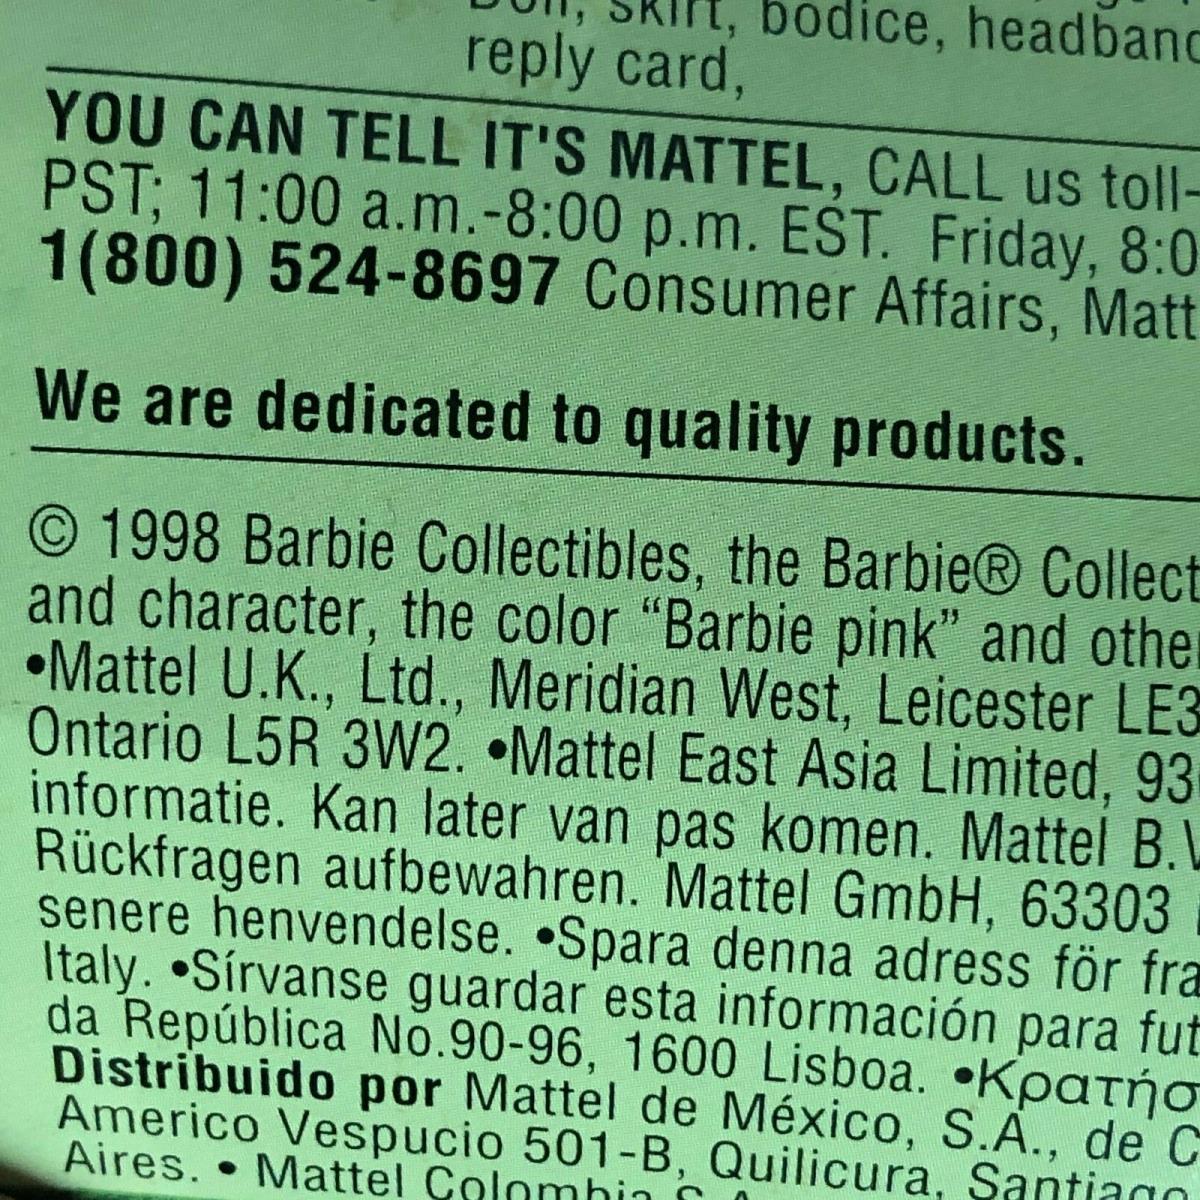 Doll, skirt, bodice, headband
reply card,
YOU CAN TELL IT'S MATTEL, CALL us toll-
PST; 11:00 a.m.-8:00 p.m. EST. Friday, 8:0
1(800) 524-8697 Consumer Affairs, Matt
We are dedicated to quality products.
© 1998 Barbie Collectibles, the Barbie® Collect
and character, the color “Barbie pink” and other
•Mattel U.K., Ltd., Meridian West, Leicester LE3
Ontario L5R 3W2. •Mattel East Asia Limited, 93
informatie. Kan later van pas komen. Mattel B.V
Rückfragen aufbewahren. Mattel GmbH, 63303
senere henvendelse. •Spara denna adress för fra
Italy. •Sírvanse guardar esta información para fut
da República No.90-96, 1600 Lisboa. •Κρατήσ
Distribuido por Mattel de México, S.A., de C
Americo Vespucio 501-B, Quilicura, Santiago
Aires. • Mattel Colombia S.A.